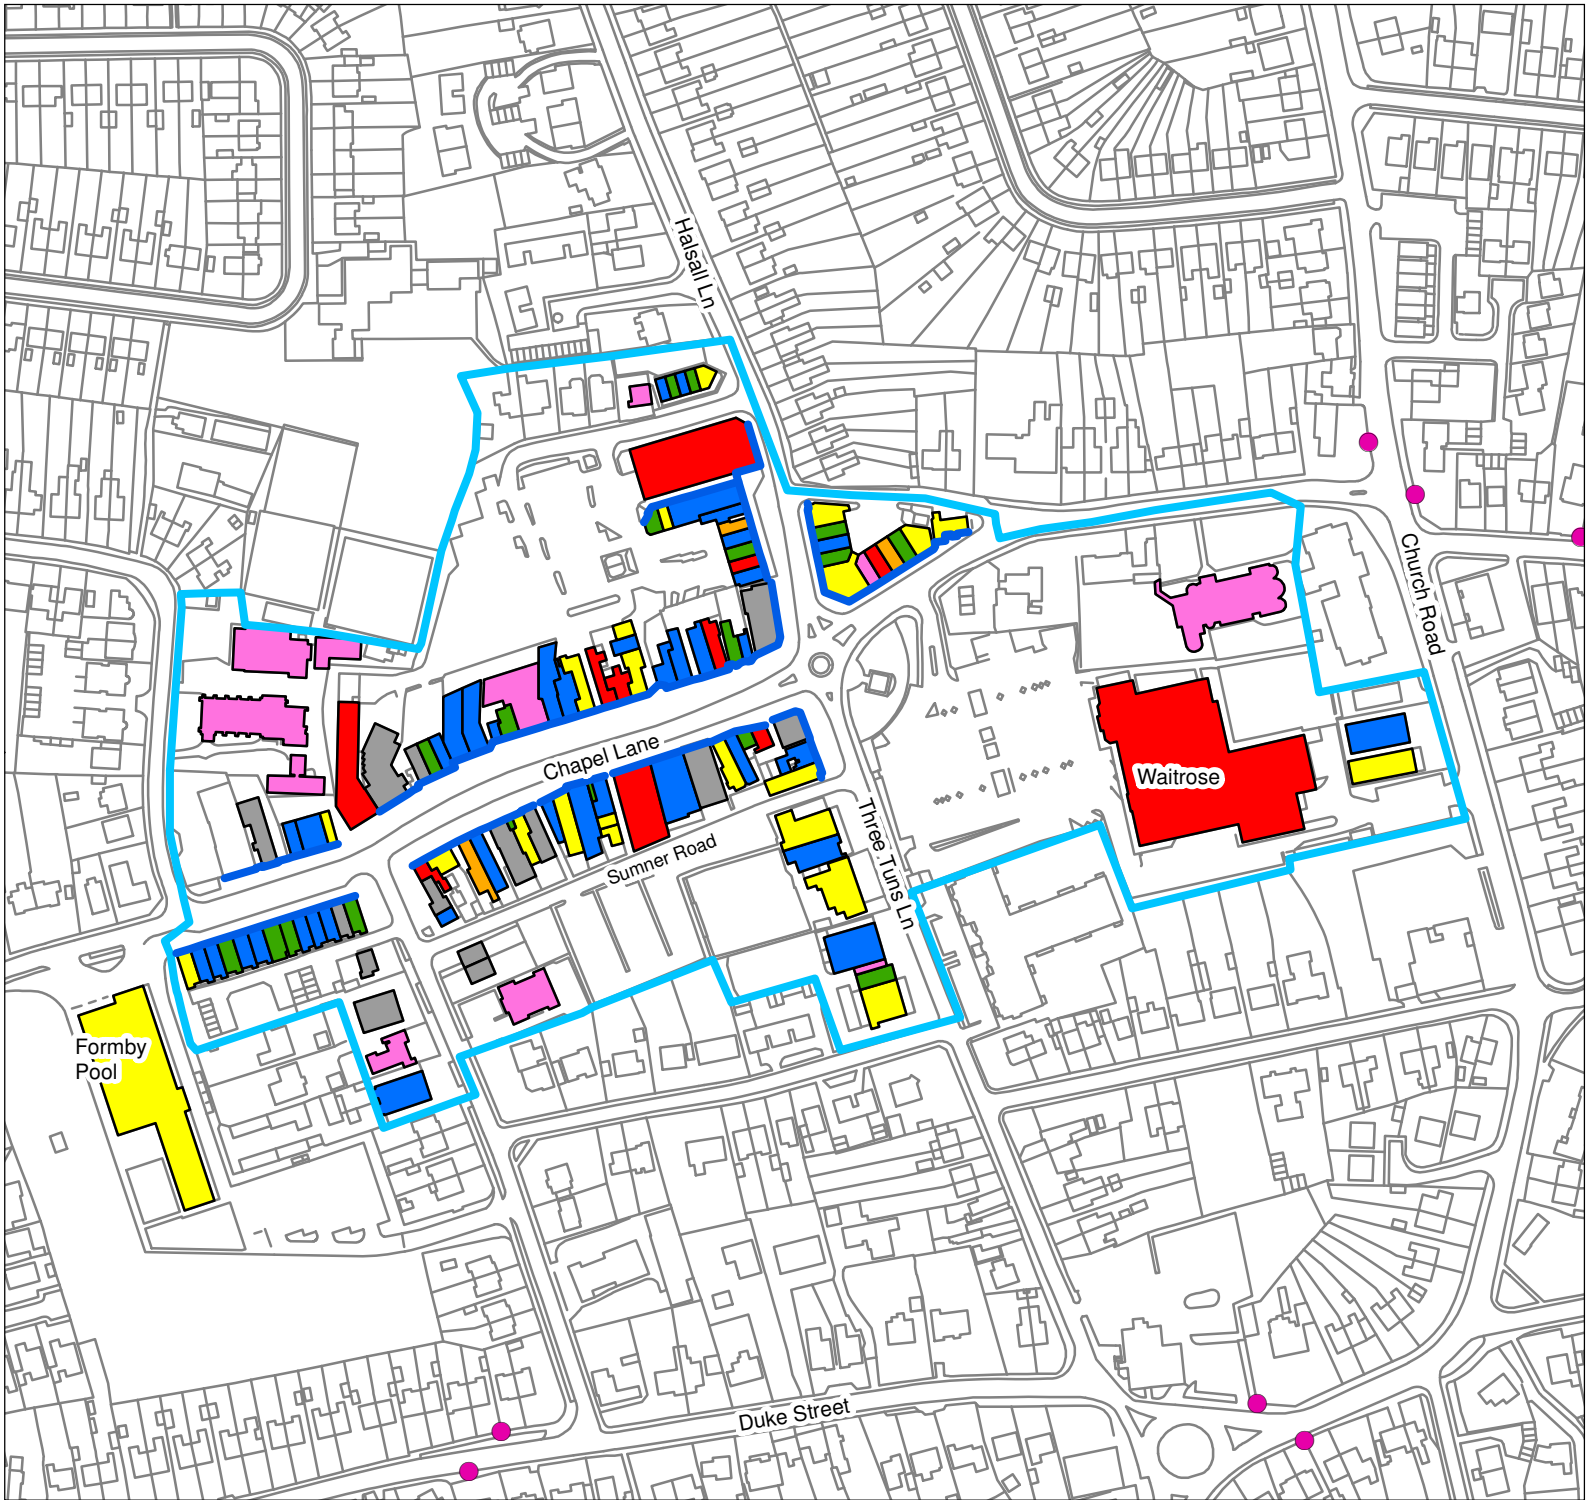 Halsall Ln
Church Road
Chapel Lane
Waitrose
Three Tuns Ln
Sumner Road
Formby
Pool
Duke Street